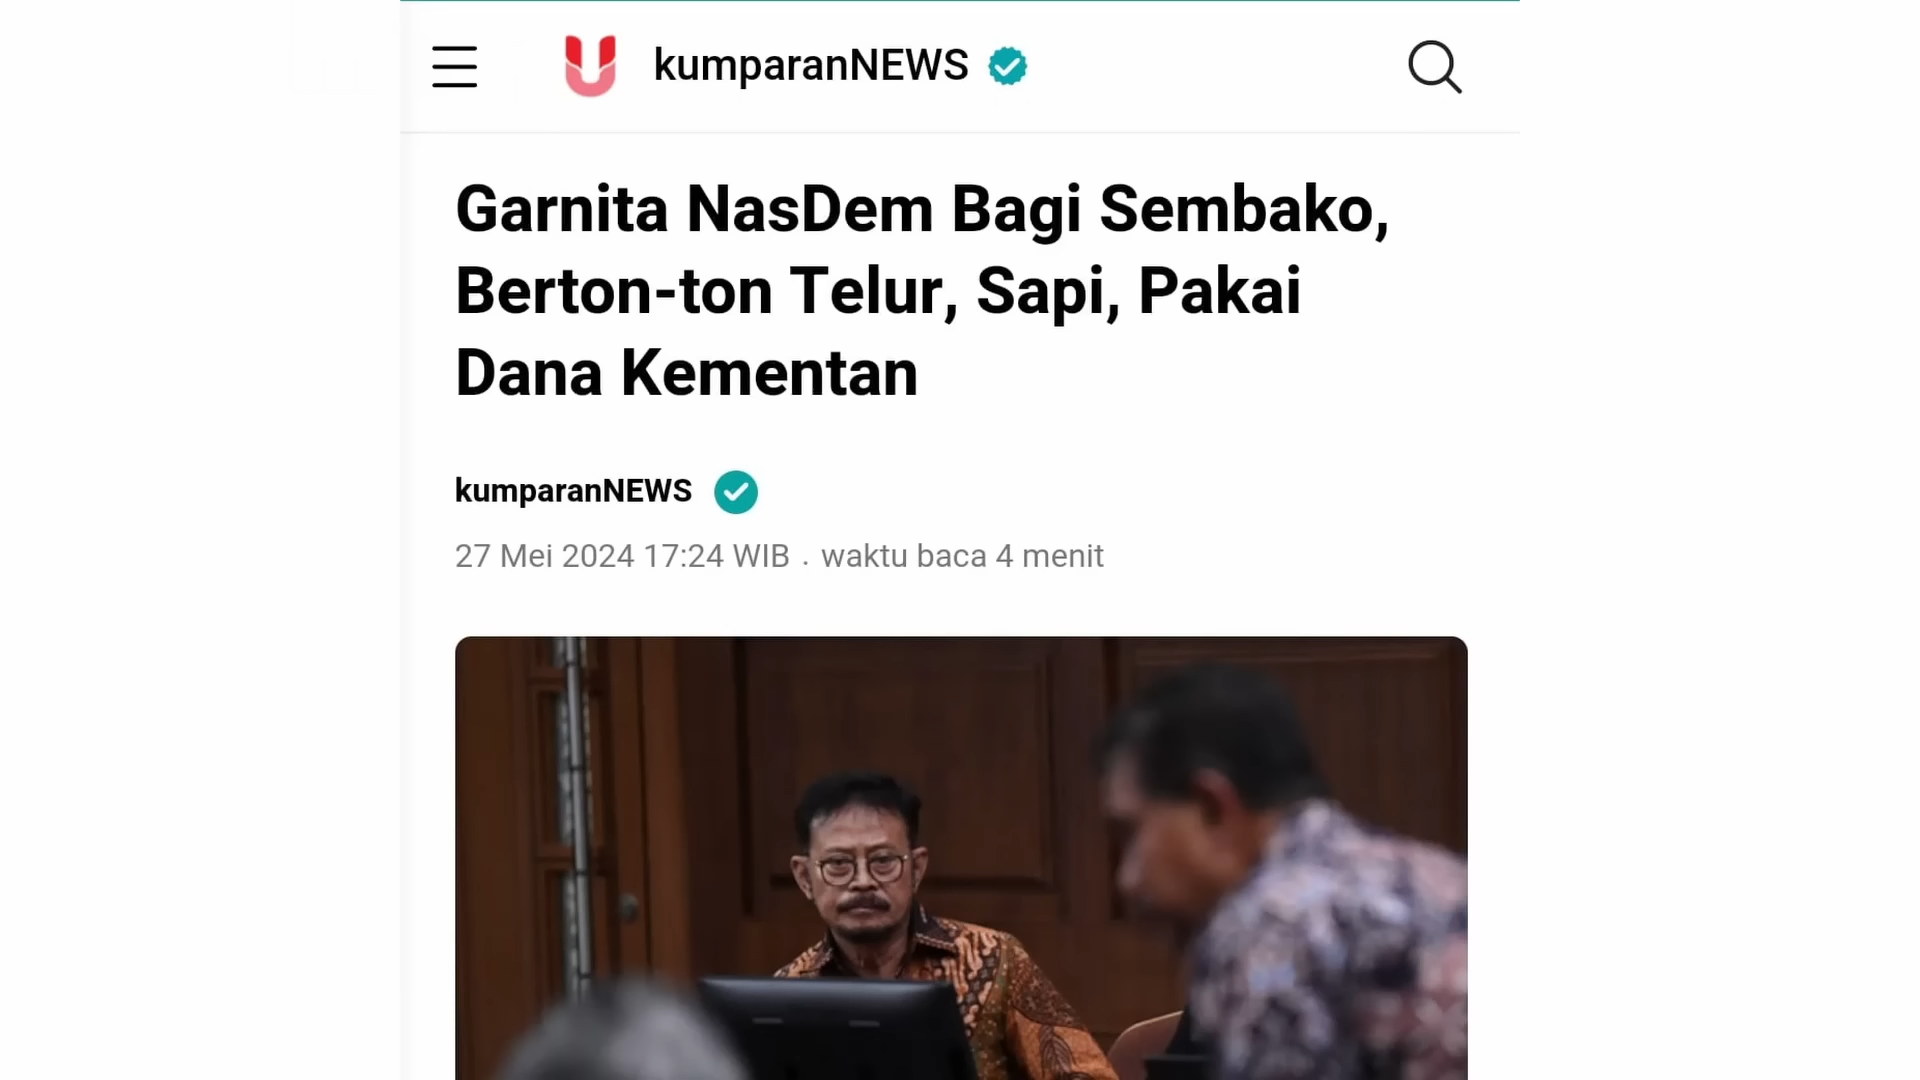 kumparanNEWS
Garnita NasDem Bagi Sembako,
Berton-ton Telur, Sapi, Pakai
Dana Kementan
kumparanNEWS
27 Mei 2024 17:24 WIB . waktu baca 4 menit